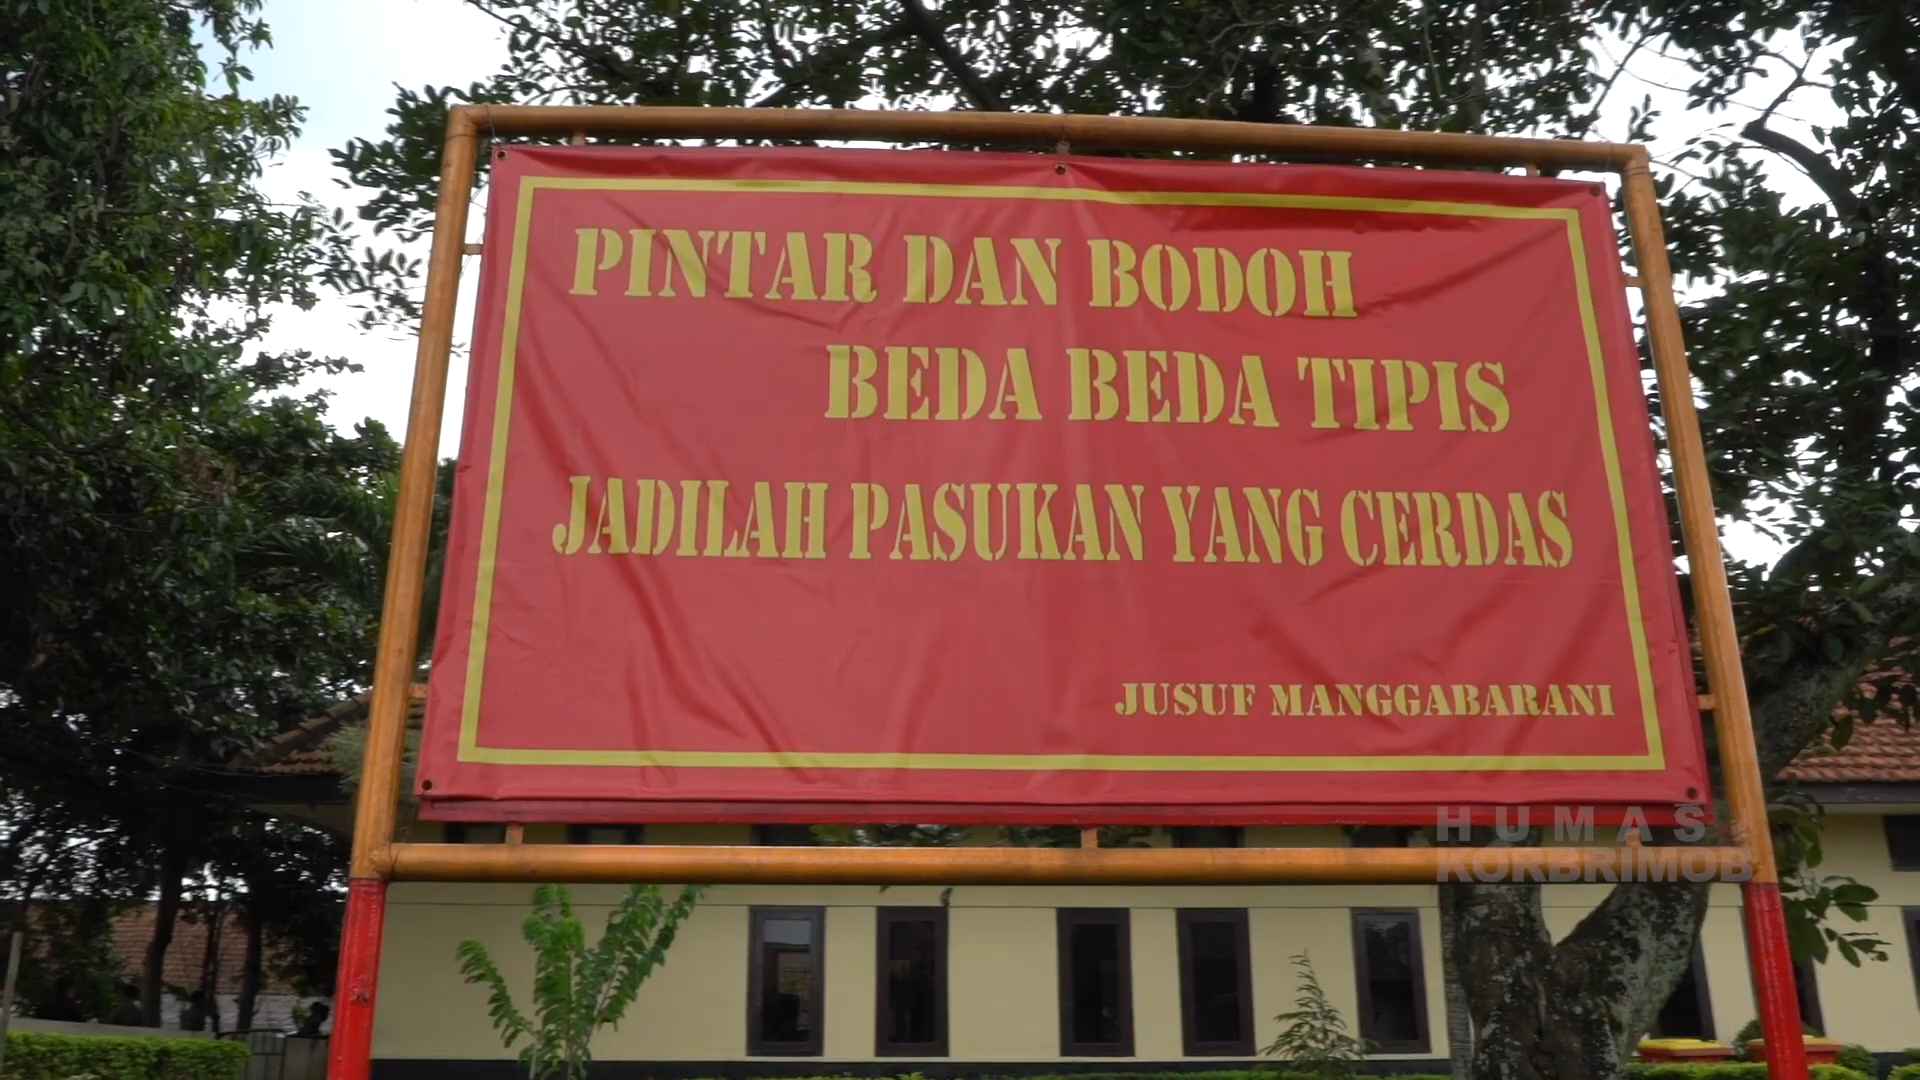 PINTAR DAN BODOH
BEDA BEDA TIPIS
JADILAH PASUKAN YANG CERDAS
JUSUF MANGGABARANI
HUMAS
KORBRIMOB